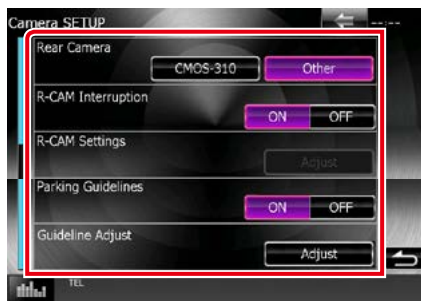 Camera SETUP
--:--
Rear Camera
CMOS-310 Other
R-CAM Interruption
ON OFF
R-CAM Settings
Adjust
Parking Guidelines
ON OFF
Guideline Adjust
Adjust
TEL